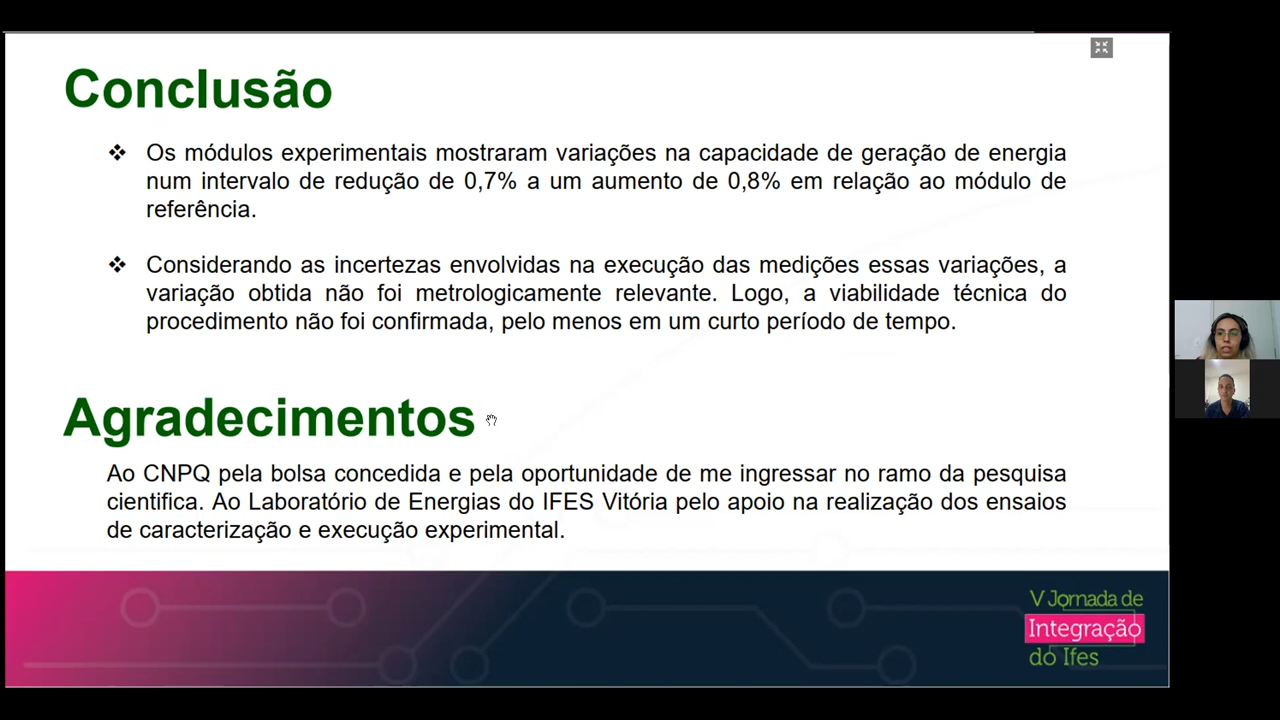 Conclusão
❖ Os módulos experimentais mostraram variações na capacidade de geração de energia
num intervalo de redução de 0,7% a um aumento de 0,8% em relação ao módulo de
referência.
❖ Considerando as incertezas envolvidas na execução das medições essas variações, a
variação obtida não foi metrologicamente relevante. Logo, a viabilidade técnica do
procedimento não foi confirmada, pelo menos em um curto período de tempo.
Agradecimentos
Ao CNPQ pela bolsa concedida e pela oportunidade de me ingressar no ramo da pesquisa
cientifica. Ao Laboratório de Energias do IFES Vitória pelo apoio na realização dos ensaios
de caracterização e execução experimental.
V Jornada de
Integração
do Ifes